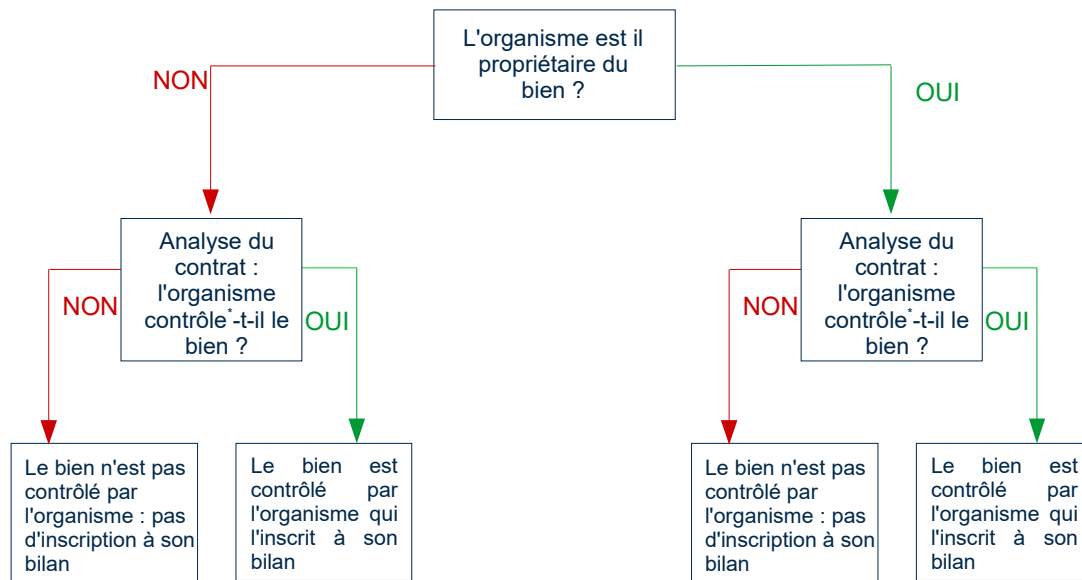 L'organisme est il
propriétaire du
bien ?
NON
OUI
Analyse du
contrat :
l'organisme
contrôle*-t-il le
bien ?
NON
OUI
Analyse du
contrat :
l'organisme
contrôle*-t-il le
bien ?
NON
OUI
Le bien n'est pas
contrôlé par
l'organisme : pas
d'inscription à son
bilan
Le bien est
contrôlé par
l'organisme qui
l'inscrit à son
bilan
Le bien n'est pas
contrôlé par
l'organisme : pas
d'inscription à son
bilan
Le bien est
contrôlé par
l'organisme qui
l'inscrit à son
bilan